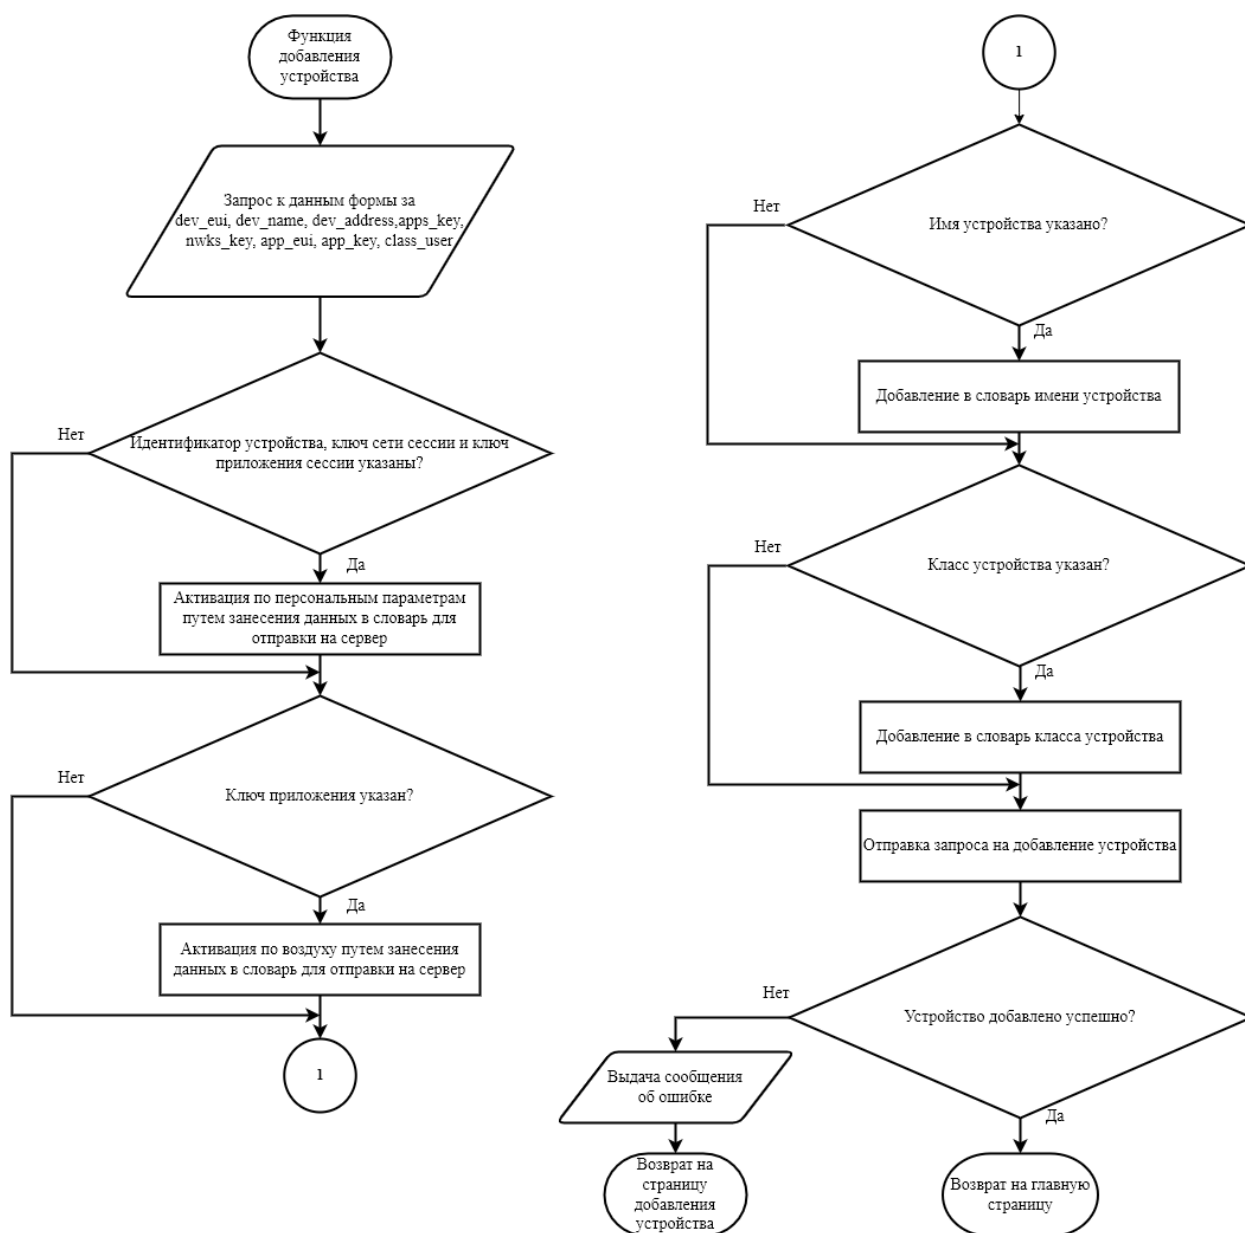 Функция
добавления
устройства
Запрос к данным формы за
dev_eui, dev_name, dev_address,apps_key,
nwks_key, app_eui, app_key, class_user
Нет
Идентификатор устройства, ключ сети сессии и ключ
приложения сессии указаны?
Да
Активация по персональным параметрам
путем занесения данных в словарь для
отправки на сервер
Нет
Ключ приложения указан?
Да
Активация по воздуху путем занесения
данных в словарь для отправки на сервер
1
1
Нет
Имя устройства указано?
Да
Добавление в словарь имени устройства
Нет
Класс устройства указан?
Да
Добавление в словарь класса устройства
Отправка запроса на добавление устройства
Нет
Устройство добавлено успешно?
Выдача сообщения
об ошибке
Да
Возврат на
страницу
добавления
устройства
Возврат на главную
страницу